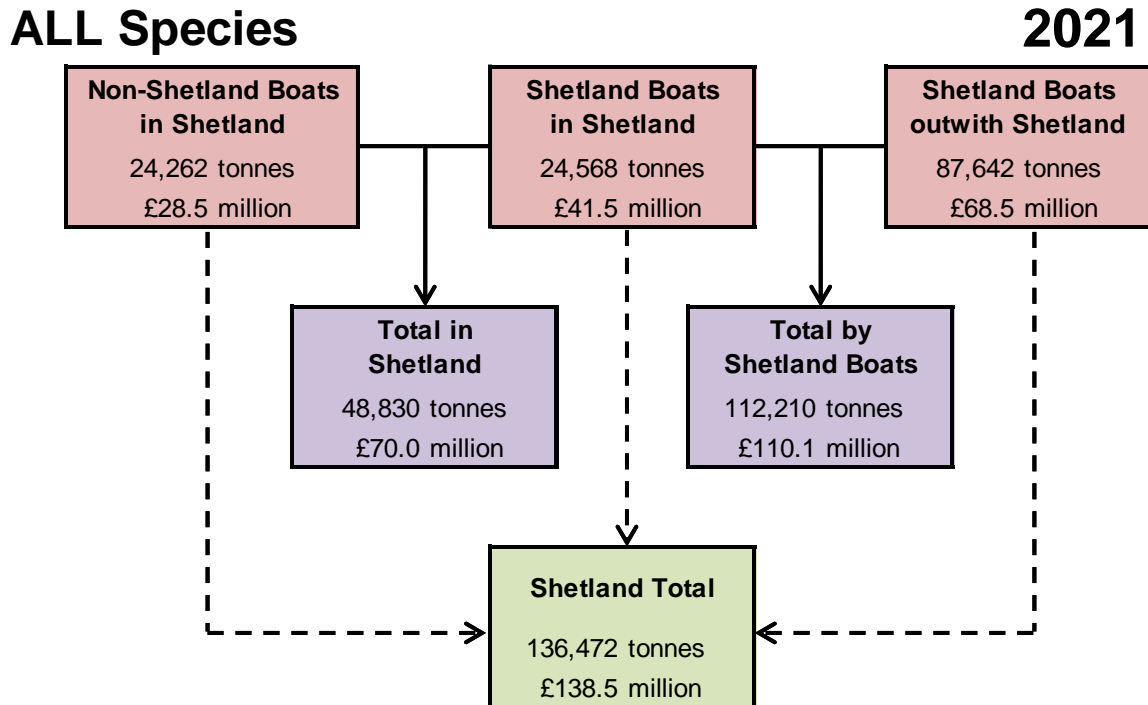 ALL Species
2021
Non-Shetland Boats
in Shetland
24,262 tonnes
£28.5 million
Shetland Boats
in Shetland
24,568 tonnes
£41.5 million
Shetland Boats
outwith Shetland
87,642 tonnes
£68.5 million
Total in
Shetland
48,830 tonnes
£70.0 million
Total by
Shetland Boats
112,210 tonnes
£110.1 million
Shetland Total
136,472 tonnes
£138.5 million